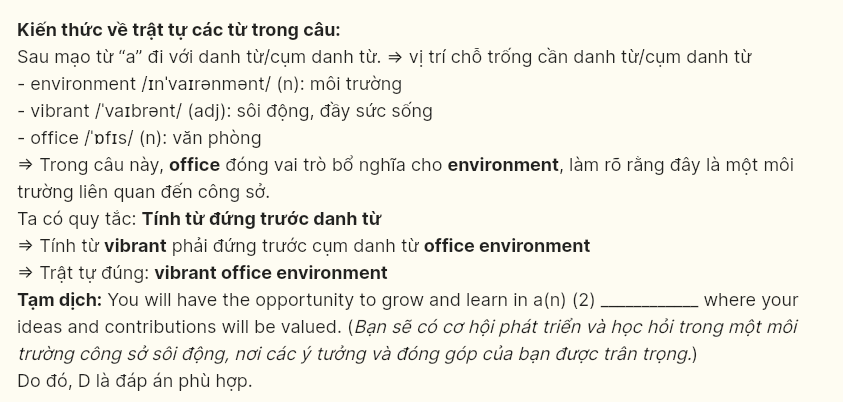 Kiến thức về trật tự các từ trong câu:
Sau mạo từ “a” đi với danh từ/cụm danh từ. ⇒ vị trí chỗ trống cần danh từ/cụm danh từ
- environment /ɪnˈvaɪrənmənt/ (n): môi trường
- vibrant /ˈvaɪbrənt/ (adj): sôi động, đầy sức sống
- office /ˈɒfɪs/ (n): văn phòng
⇒ Trong câu này, office đóng vai trò bổ nghĩa cho environment, làm rõ rằng đây là một môi
trường liên quan đến công sở.
Ta có quy tắc: Tính từ đứng trước danh từ
⇒ Tính từ vibrant phải đứng trước cụm danh từ office environment
⇒ Trật tự đúng: vibrant office environment
Tạm dịch: You will have the opportunity to grow and learn in a(n) (2) ____________ where your
ideas and contributions will be valued. (Bạn sẽ có cơ hội phát triển và học hỏi trong một môi
trường công sở sôi động, nơi các ý tưởng và đóng góp của bạn được trân trọng.)
Do đó, D là đáp án phù hợp.